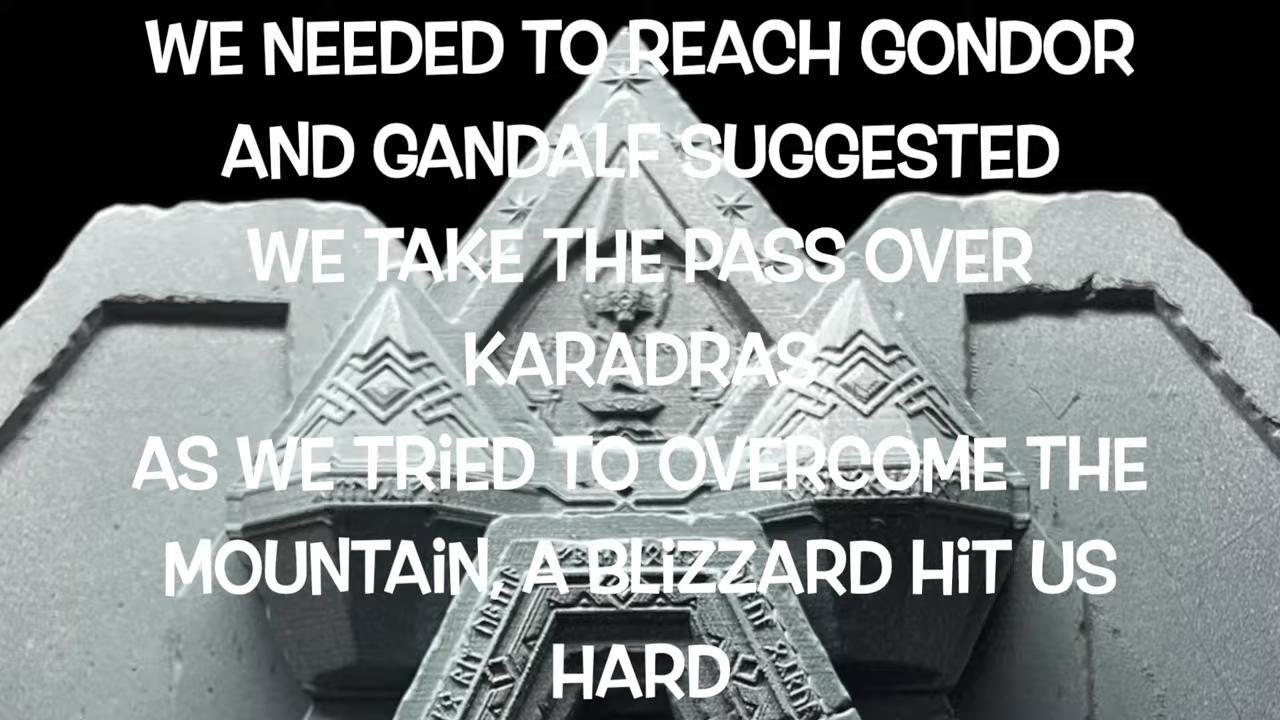 WE NEEDED TO REACH GONDOR
AND GANDALF SUGGESTED
WE TAKE THE PASS OVER
KARADRAS
AS WE TRiED TO OVERCOME THE
MOUNTAiN, A BLiZZARD HiT US
HARD